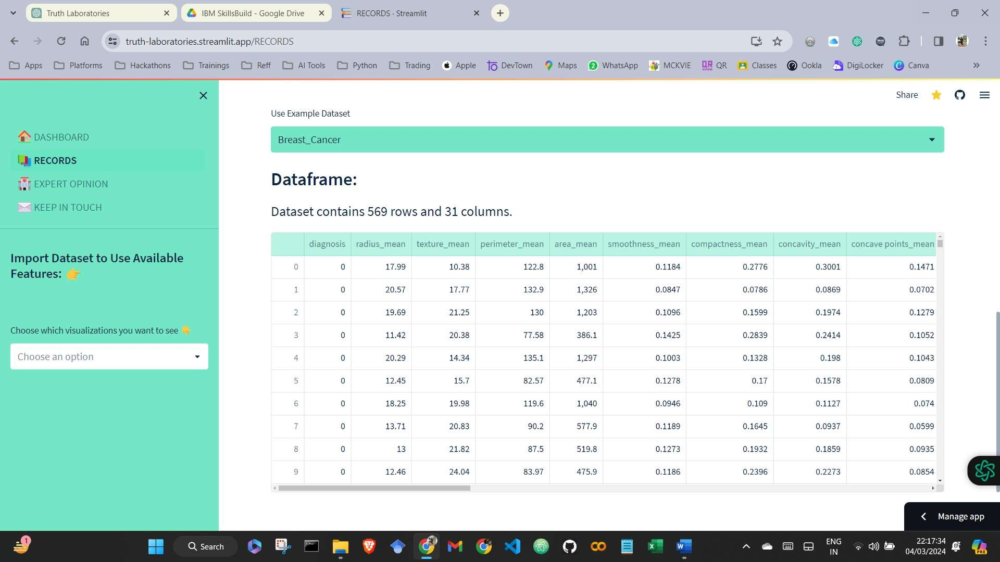 Truth Laboratories
IBM SkillsBuild - Google Drive
RECORDS · Streamlit
truth-laboratories.streamlit.app/RECORDS
Apps Platforms Hackathons Trainings Reff AI Tools Python Trading Apple DevTown Maps WhatsApp MCKVIE QR Classes Ookla DigiLocker Canva
Share
DASHBOARD
RECORDS
EXPERT OPINION
KEEP IN TOUCH
Import Dataset to Use Available
Features:
Choose which visualizations you want to see
Choose an option
Use Example Dataset
Breast_Cancer
Dataframe:
Dataset contains 569 rows and 31 columns.
diagnosis radius_mean texture_mean perimeter_mean area_mean smoothness_mean compactness_mean concavity_mean concave points_mean
0 0 17.99 10.38 122.8 1,001 0.1184 0.2776 0.3001 0.1471
1 0 20.57 17.77 132.9 1,326 0.0847 0.0786 0.0869 0.0702
2 0 19.69 21.25 130 1,203 0.1096 0.1599 0.1974 0.1279
3 0 11.42 20.38 77.58 386.1 0.1425 0.2839 0.2414 0.1052
4 0 20.29 14.34 135.1 1,297 0.1003 0.1328 0.198 0.1043
5 0 12.45 15.7 82.57 477.1 0.1278 0.17 0.1578 0.0809
6 0 18.25 19.98 119.6 1,040 0.0946 0.109 0.1127 0.074
7 0 13.71 20.83 90.2 577.9 0.1189 0.1645 0.0937 0.0599
8 0 13 21.82 87.5 519.8 0.1273 0.1932 0.1859 0.0935
9 0 12.46 24.04 83.97 475.9 0.1186 0.2396 0.2273 0.0854
Manage app
1
Search
ENG
IN
22:17:34
04/03/2024
PRE